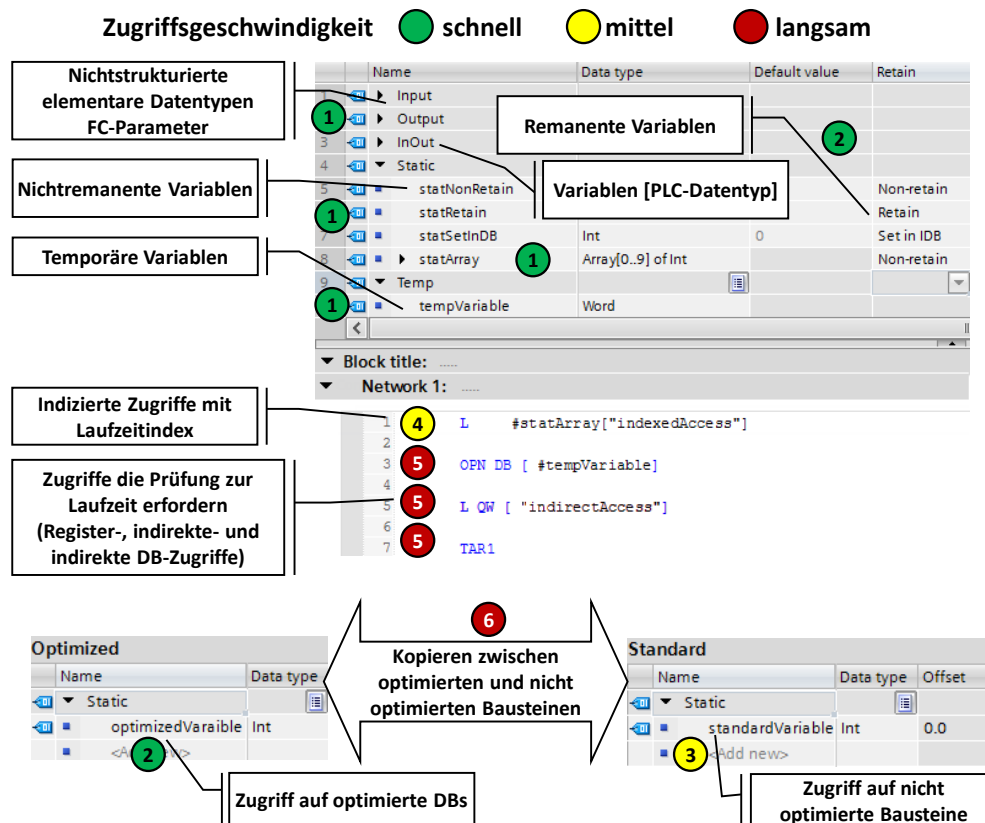 Zugriffsgeschwindigkeit schnell mittel langsam
Nichtstrukturierte
elementare Datentypen
FC-Parameter
Nichtremanente Variablen
Temporäre Variablen
Name Data type Default value Retain
1 Input
Output
3 InOut
4 Static
5 statNonRetain Non-retain
statRetain Retain
7 statSetInDB Int 0 Set in IDB
8 statArray Array[0..9] of Int Non-retain
9 Temp
tempVariable Word
1
1
1
1
2
Remanente Variablen
Variablen [PLC-Datentyp]
Block title: .....
Network 1: .....
Indizierte Zugriffe mit
Laufzeitindex
Zugriffe die Prüfung zur
Laufzeit erfordern
(Register-, indirekte- und
indirekte DB-Zugriffe)
1 4 L #statArray["indexedAccess"]
2
3 5 OPN DB [ #tempVariable]
4
5 5 L QW [ "indirectAccess"]
6
7 5 TAR1
6
Kopieren zwischen
optimierten und nicht
optimierten Bausteinen
Optimized
Name Data type
Static
optimizedVaraible Int
2
Zugriff auf optimierte DBs
Standard
Name Data type Offset
Static
standardVariable Int 0.0
3 <Add new>
Zugriff auf nicht
optimierte Bausteine